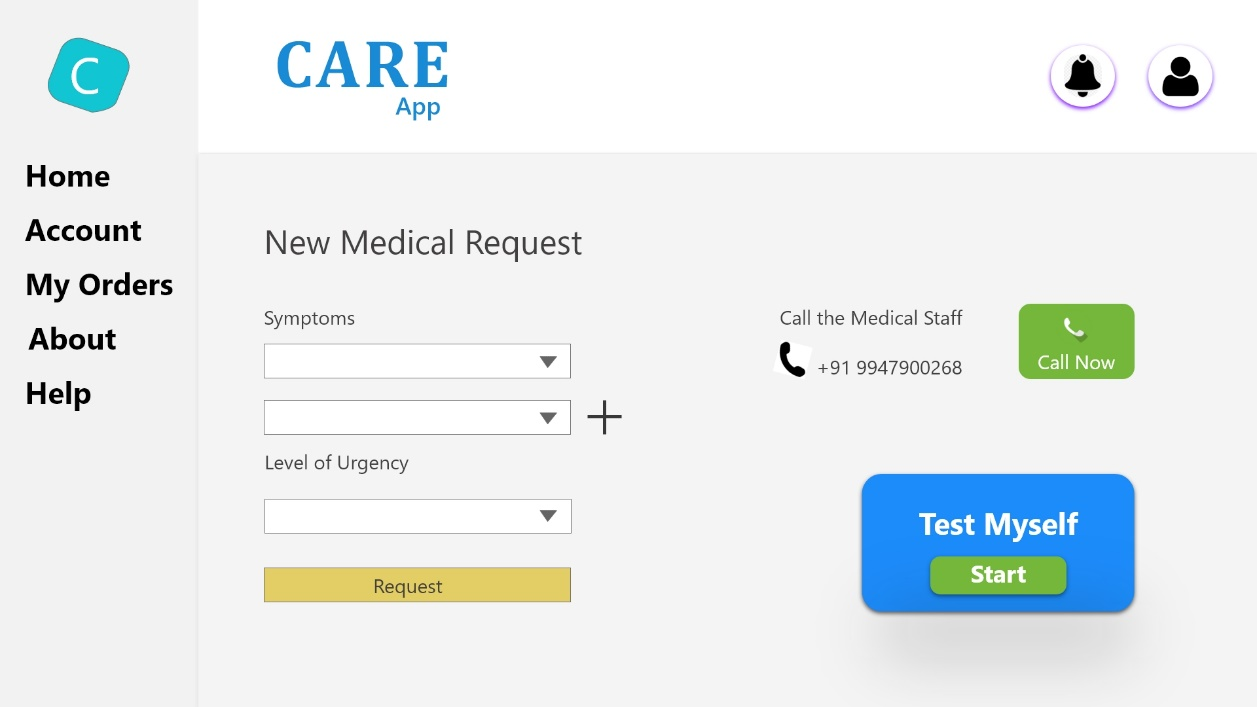 C
CARE
App
Home
Account
My Orders
About
Help
New Medical Request
Symptoms
Level of Urgency
Request
Call the Medical Staff
+91 9947900268
Call Now
Test Myself
Start